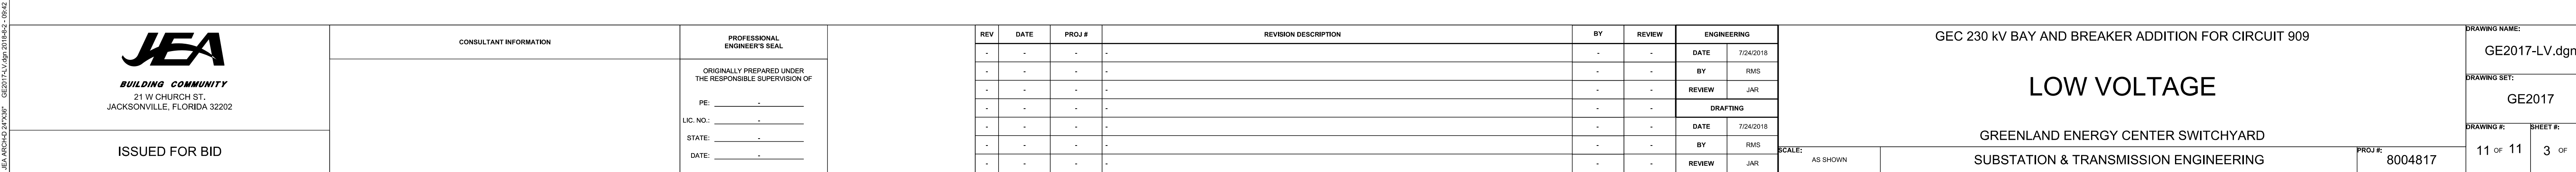 JEA ARCH-D 24"X36" GE2017-LV.dgn 2018-8-2 - 09:42
JEA
BUILDING COMMUNITY
21 W CHURCH ST.
JACKSONVILLE, FLORIDA 32202
ISSUED FOR BID
CONSULTANT INFORMATION
PROFESSIONAL
ENGINEER'S SEAL
ORIGINALLY PREPARED UNDER
THE RESPONSIBLE SUPERVISION OF
PE: -
LIC. NO.: -
STATE: -
DATE: -
REV DATE PROJ # REVISION DESCRIPTION BY REVIEW
- - - - - -
- - - - - -
- - - - - -
- - - - - -
- - - - - -
- - - - - -
- - - - - -
ENGINEERING
DATE 7/24/2018
BY RMS
REVIEW JAR
DRAFTING
DATE 7/24/2018
BY RMS
REVIEW JAR
GEC 230 kV BAY AND BREAKER ADDITION FOR CIRCUIT 909
LOW VOLTAGE
GREENLAND ENERGY CENTER SWITCHYARD
SCALE:
AS SHOWN
SUBSTATION & TRANSMISSION ENGINEERING
PROJ #:
8004817
DRAWING NAME:
GE2017-LV.dgn
DRAWING SET:
GE2017
DRAWING #: SHEET #:
11 OF 11 3 OF